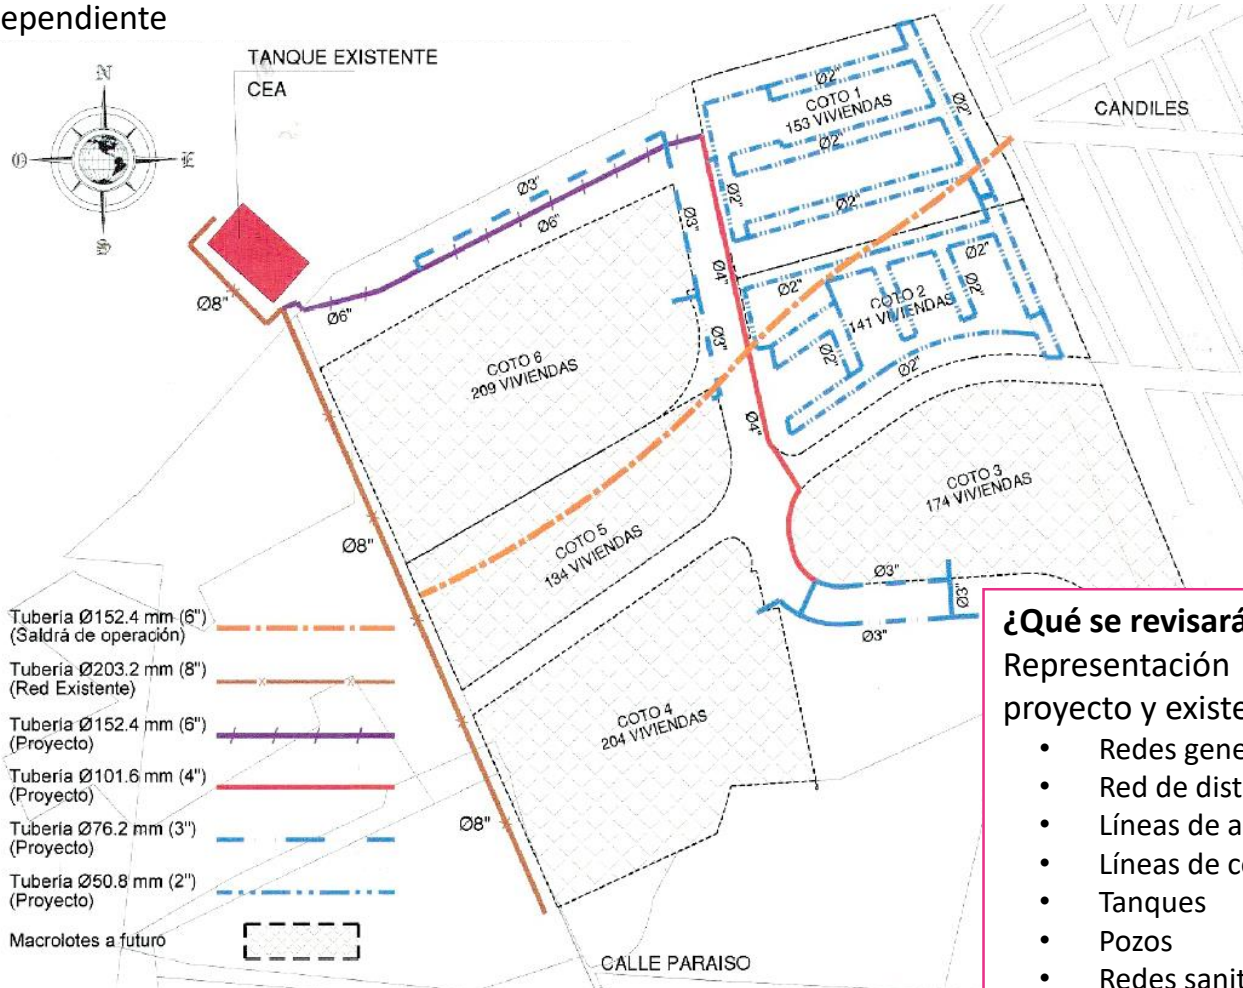 ependiente
TANQUE EXISTENTE
CEA
N
O
E
S
CANDILES
COTO 1
153 VIVIENDAS
Ø2"
Ø2"
Ø2"
Ø2"
Ø2"
Ø3"
Ø6"
Ø3"
Ø4"
Ø3"
Ø8"
Ø6"
COTO 2
141 VIVIENDAS
Ø2"
Ø2"
Ø2"
Ø2"
Ø2"
COTO 6
209 VIVIENDAS
Ø4"
COTO 3
174 VIVIENDAS
COTO 5
134 VIVIENDAS
Ø8"
Ø3"
Ø3"
Ø3"
COTO 4
204 VIVIENDAS
Ø8"
CALLE PARAISO
Tubería Ø152.4 mm (6")
(Saldrá de operación)
Tubería Ø203.2 mm (8")
(Red Existente)
Tubería Ø152.4 mm (6")
(Proyecto)
Tubería Ø101.6 mm (4")
(Proyecto)
Tubería Ø76.2 mm (3")
(Proyecto)
Tubería Ø50.8 mm (2")
(Proyecto)
Macrolotes a futuro
¿Qué se revisará
Representación
proyecto y existe
• Redes gene
• Red de dist
• Líneas de a
• Líneas de c
• Tanques
• Pozos
• Redes sanit